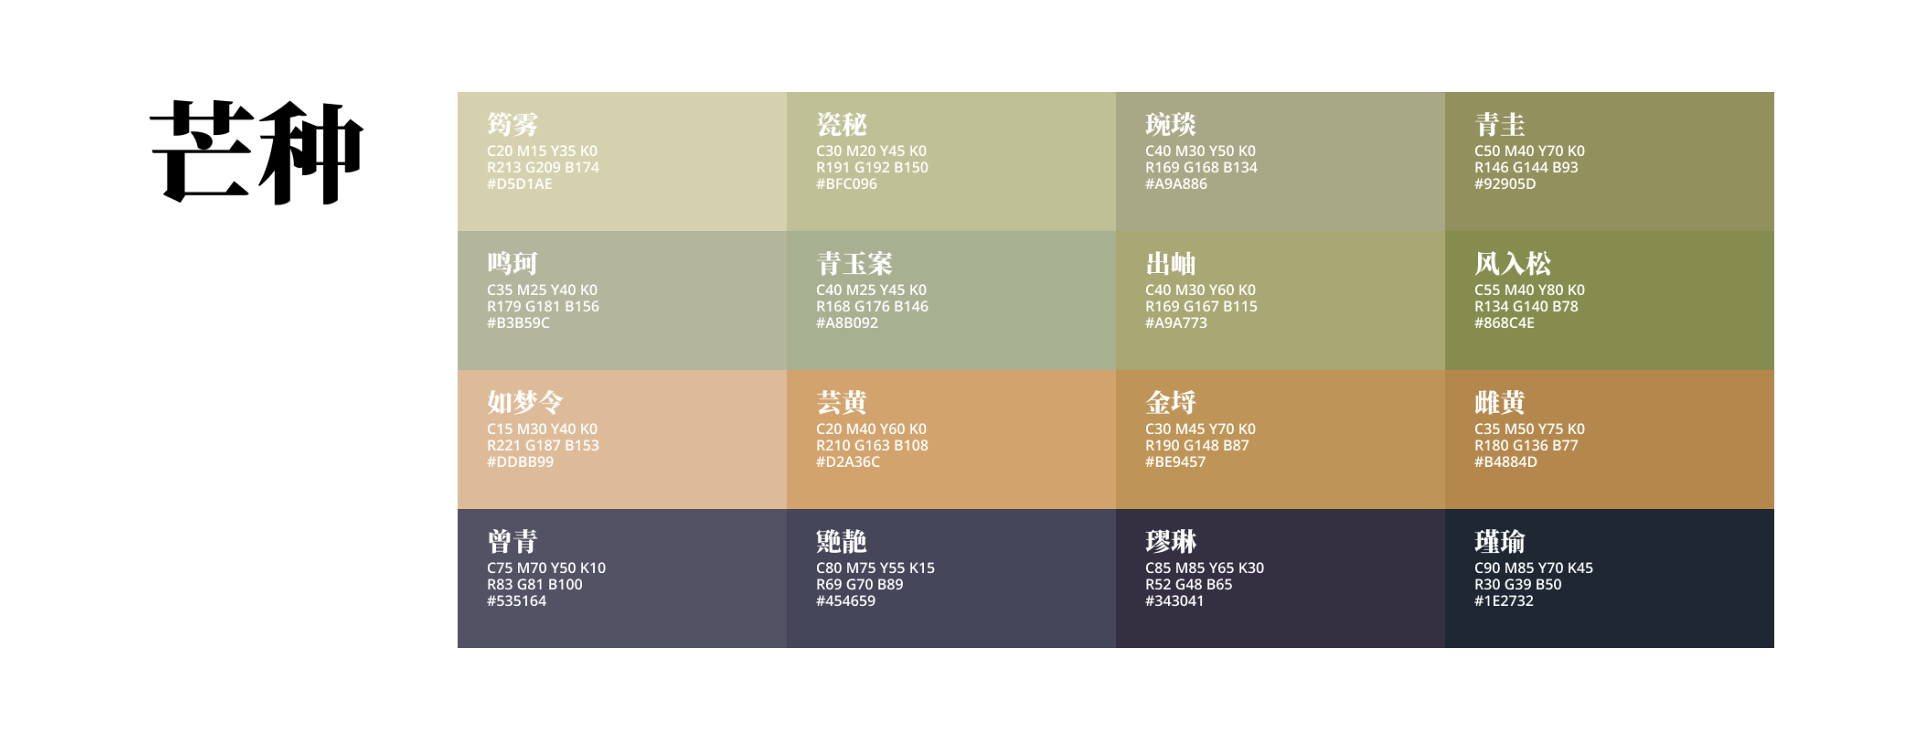 芒种
筠雾
C20 M15 Y35 K0
R213 G209 B174
#D5D1AE
瓷秘
C30 M20 Y45 K0
R191 G192 B150
#BFC096
琬琰
C40 M30 Y50 K0
R169 G168 B134
#A9A886
青圭
C50 M40 Y70 K0
R146 G144 B93
#92905D
鸣珂
C35 M25 Y40 K0
R179 G181 B156
#B3B59C
青玉案
C40 M25 Y45 K0
R168 G176 B146
#A8B092
出岫
C40 M30 Y60 K0
R169 G167 B115
#A9A773
风入松
C55 M40 Y80 K0
R134 G140 B78
#868C4E
如梦令
C15 M30 Y40 K0
R221 G187 B153
#DDBB99
芸黄
C20 M40 Y60 K0
R210 G163 B108
#D2A36C
金埒
C30 M45 Y70 K0
R190 G148 B87
#BE9457
雌黄
C35 M50 Y75 K0
R180 G136 B77
#B4884D
曾青
C75 M70 Y50 K10
R83 G81 B100
#535164
䒌靘
C80 M75 Y55 K15
R69 G70 B89
#454659
璆琳
C85 M85 Y65 K30
R52 G48 B65
#343041
瑾瑜
C90 M85 Y70 K45
R30 G39 B50
#1E2732